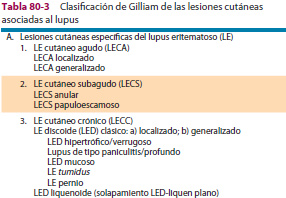 Tabla 80-3 Clasificación de Gilliam de las lesiones cutáneas
asociadas al lupus
A. Lesiones cutáneas específicas del lupus eritematoso (LE)
1. LE cutáneo agudo (LECA)
LECA localizado
LECA generalizado
2. LE cutáneo subagudo (LECS)
LECS anular
LECS papuloescamoso
3. LE cutáneo crónico (LECC)
LE discoide (LED) clásico: a) localizado; b) generalizado
LED hipertrófico/verrugoso
Lupus de tipo paniculitis/profundo
LED mucoso
LE tumidus
LE pernio
LED liquenoide (solapamiento LED-liquen plano)